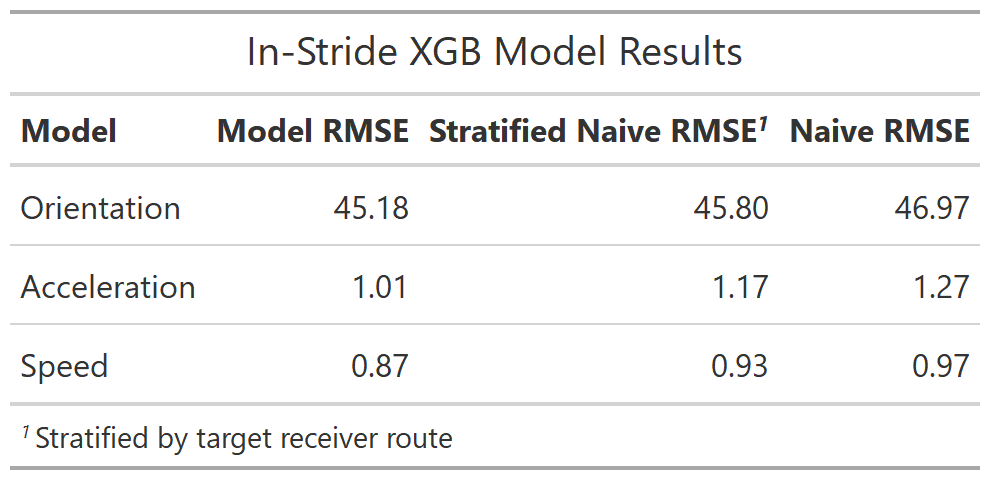 In-Stride XGB Model Results
Model Model RMSE Stratified Naive RMSE¹ Naive RMSE
Orientation 45.18 45.80 46.97
Acceleration 1.01 1.17 1.27
Speed 0.87 0.93 0.97
¹ Stratified by target receiver route